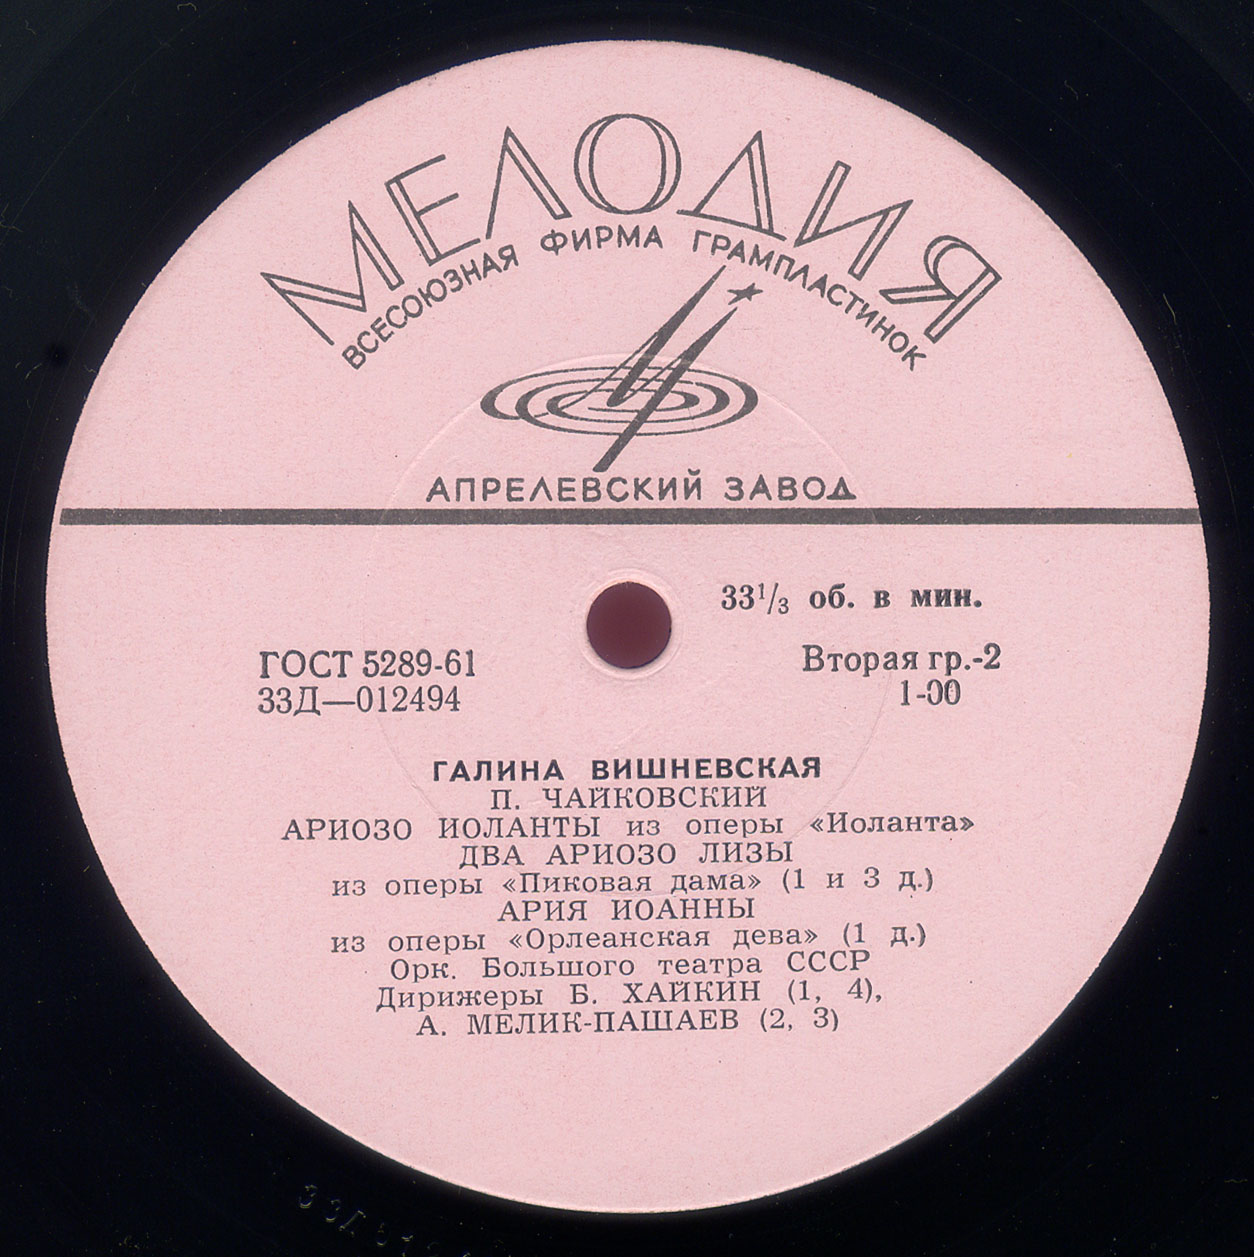 МЕЛОДИЯ
ВСЕСОЮЗНАЯ ФИРМА ГРАМПЛАСТИНОК
АПРЕЛЕВСКИЙ ЗАВОД
33⅓ об. в мин.
ГОСТ 5289-61
Вторая гр.-2
33Д—012494
1-00
ГАЛИНА ВИШНЕВСКАЯ
П. ЧАЙКОВСКИЙ
АРИОЗО ИОЛАНТЫ из оперы «Иоланта»
ДВА АРИОЗО ЛИЗЫ
из оперы «Пиковая дама» (1 и 3 д.)
АРИЯ ИОАННЫ
из оперы «Орлеанская дева» (1 д.)
Орк. Большого театра СССР
Дирижеры Б. ХАЙКИН (1, 4),
А. МЕЛИК-ПАШАЕВ (2, 3)